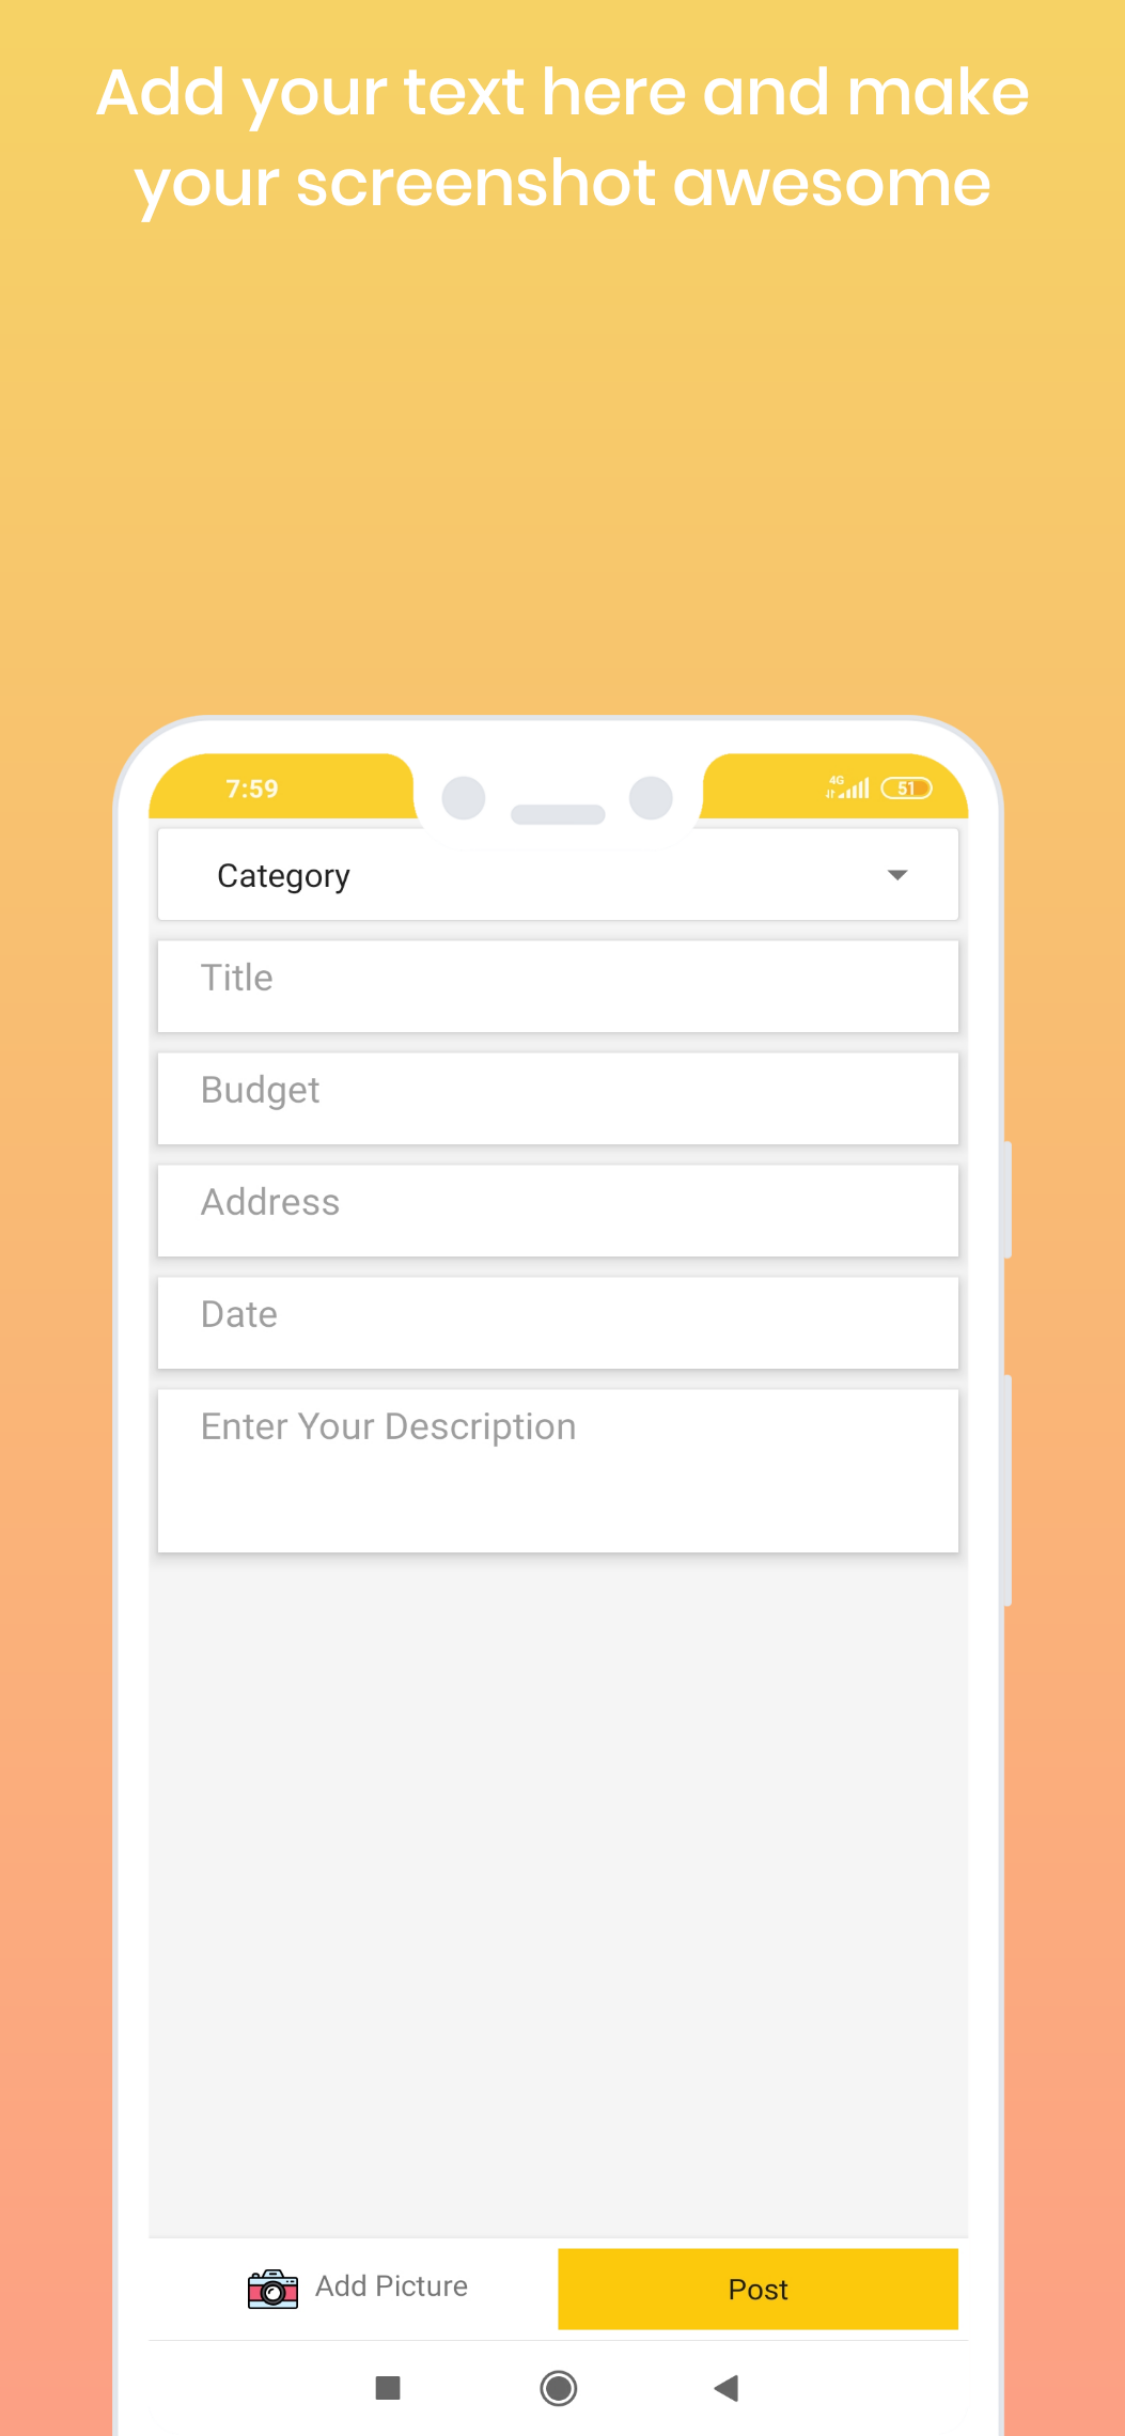 Add your text here and make
your screenshot awesome
7:59
4G
51
Category
Title
Budget
Address
Date
Enter Your Description
Add Picture
Post